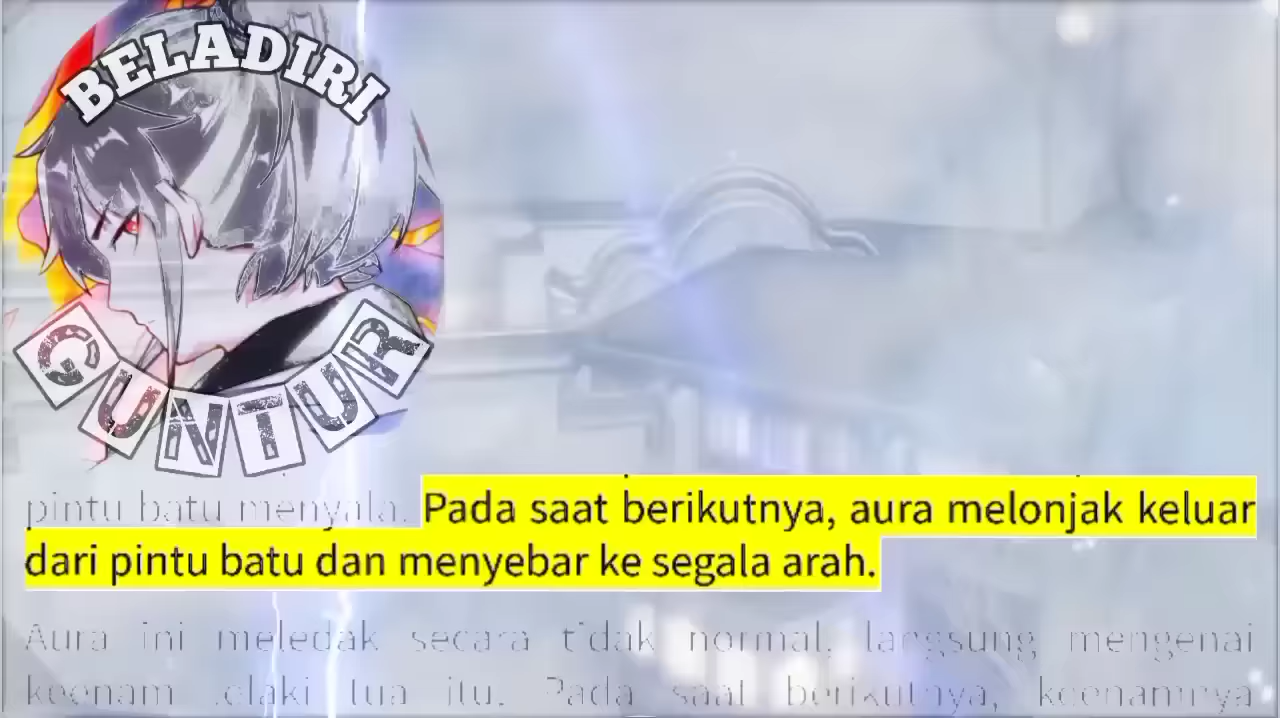 BELADIRI
GUNTUR
pintu batu menyala. Pada saat berikutnya, aura melonjak keluar
dari pintu batu dan menyebar ke segala arah.
Aura ini meledak secara tidak normal, langsung mengenai
keenam lelaki tua itu. Pada saat berikutnya, keenamnya